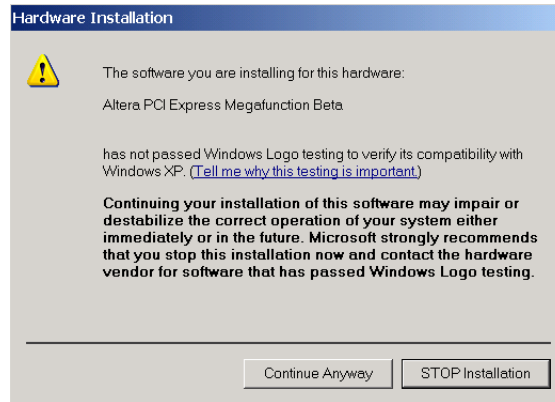 Hardware Installation
The software you are installing for this hardware:
Altera PCI Express Megafunction Beta
has not passed Windows Logo testing to verify its compatibility with
Windows XP. (Tell me why this testing is important.)
Continuing your installation of this software may impair or
destabilize the correct operation of your system either
immediately or in the future. Microsoft strongly recommends
that you stop this installation now and contact the hardware
vendor for software that has passed Windows Logo testing.
Continue Anyway STOP Installation